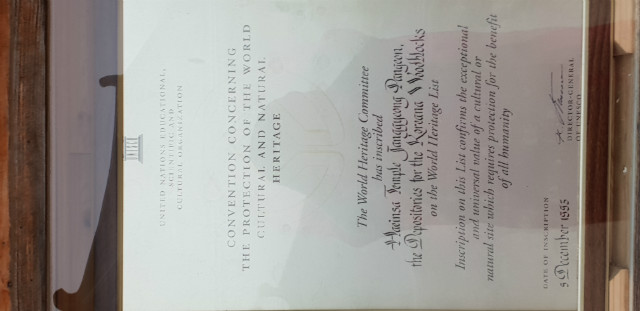 UNITED NATIONS EDUCATIONAL,
SCIENTIFIC AND
CULTURAL ORGANIZATION
CONVENTION CONCERNING
THE PROTECTION OF THE WORLD
CULTURAL AND NATURAL
HERITAGE
The World Heritage Committee
has inscribed
Haeinsa Temple Janggyeong Pangeon,
the Depositories for the Koreana Woodblocks
on the World Heritage List
Inscription on this List confirms the exceptional
and universal value of a cultural or
natural site which requires protection for the benefit
of all humanity
DATE OF INSCRIPTION
DIRECTOR-GENERAL
OF UNESCO
December 1995